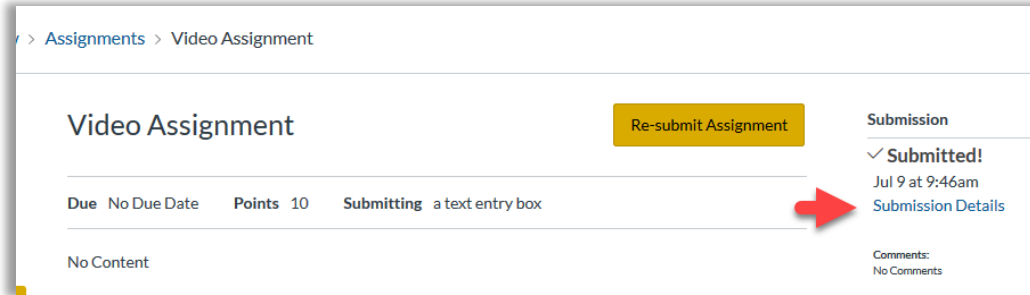 > Assignments > Video Assignment
Video Assignment
Re-submit Assignment
Due No Due Date Points 10 Submitting a text entry box
No Content
Submission
✓ Submitted!
Jul 9 at 9:46am
Submission Details
Comments:
No Comments